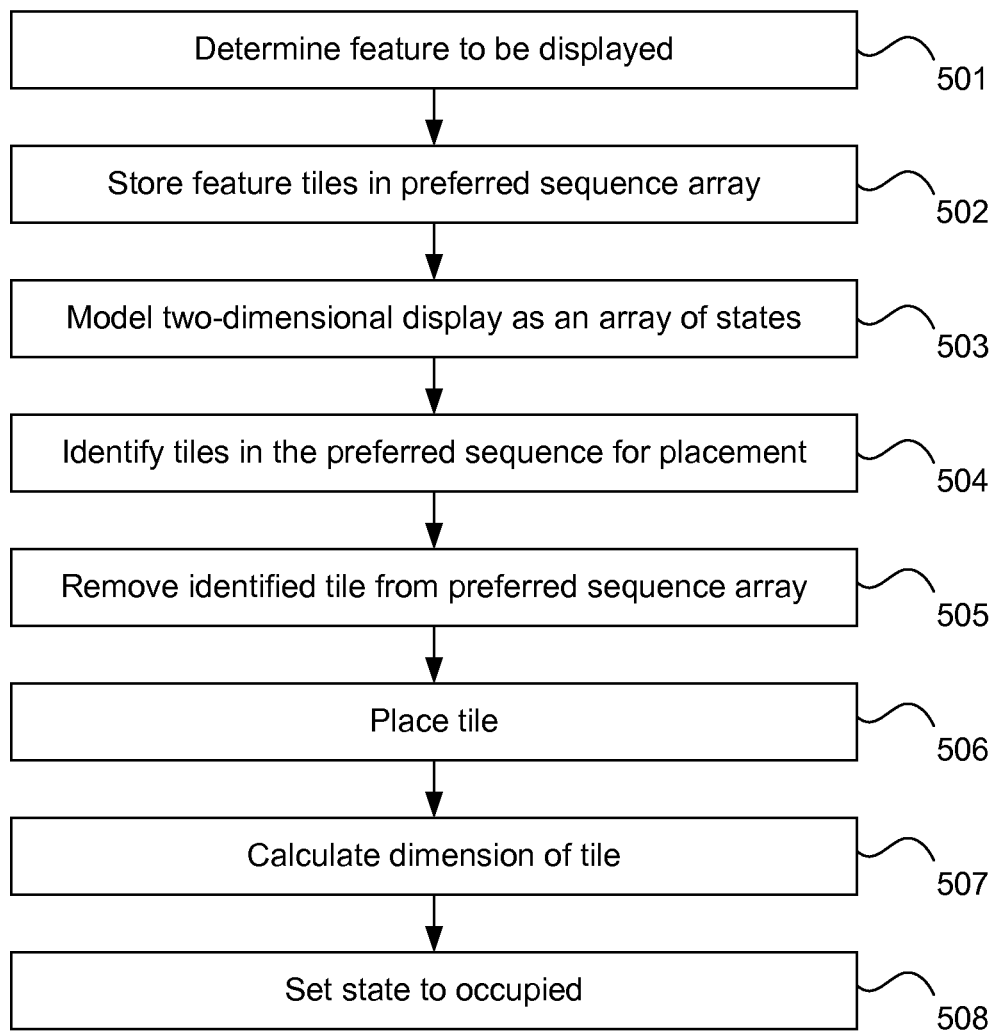 Determine feature to be displayed
501
Store feature tiles in preferred sequence array
502
Model two-dimensional display as an array of states
503
Identify tiles in the preferred sequence for placement
504
Remove identified tile from preferred sequence array
505
Place tile
506
Calculate dimension of tile
507
Set state to occupied
508